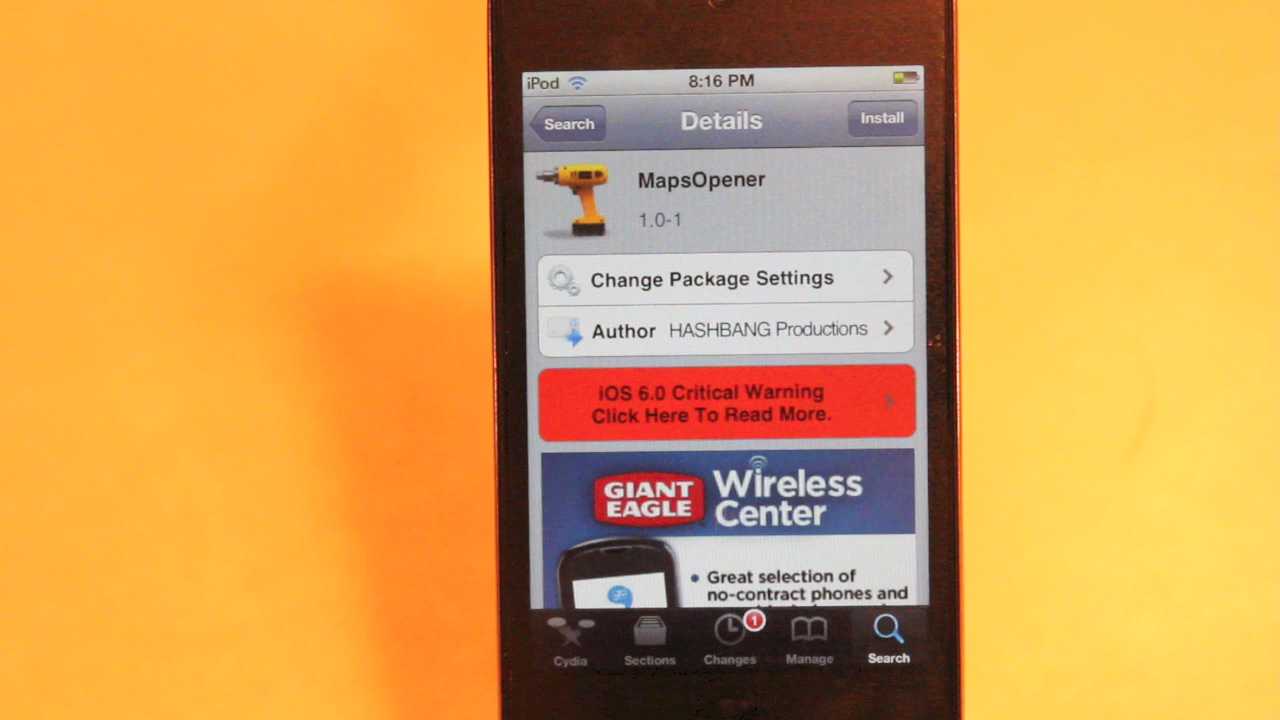 iPod 8:16 PM
Search Details Install
MapsOpener
1.0-1
Change Package Settings
Author HASHBANG Productions
iOS 6.0 Critical Warning
Click Here To Read More.
GIANT
EAGLE
Wireless
Center
• Great selection of
no-contract phones and
Cydia Sections Changes 1 Manage Search